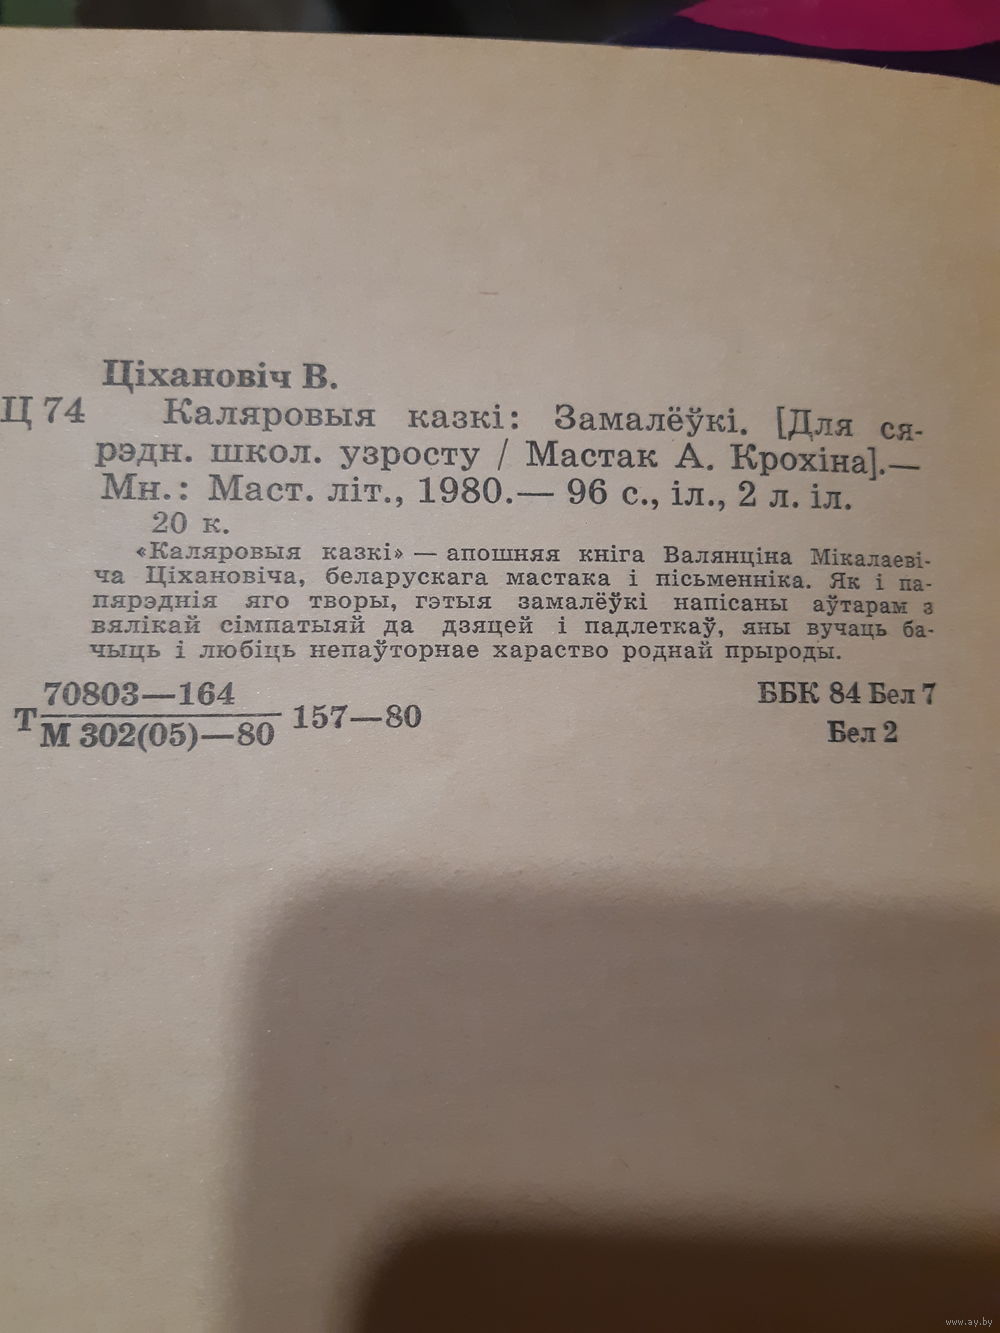 Ціхановіч В.
Ц 74 Каляровыя казкі: Замалёўкі. [Для ся-
рэдн. школ. узросту / Мастак А. Крохіна].—
Мн.: Маст. літ., 1980.— 96 с., іл., 2 л. іл.
20 к.
«Каляровыя казкі» — апошняя кніга Валянціна Мікалаеві-
ча Ціхановіча, беларускага мастака і пісьменніка. Як і па-
пярэднія яго творы, гэтыя замалёўкі напісаны аўтарам з
вялікай сімпатыяй да дзяцей і падлеткаў, яны вучаць ба-
чыць і любіць непаўторнае хараство роднай прыроды.
70803—164
Т М 302(05)—80 157—80
ББК 84 Бел 7
Бел 2
www.ay.by